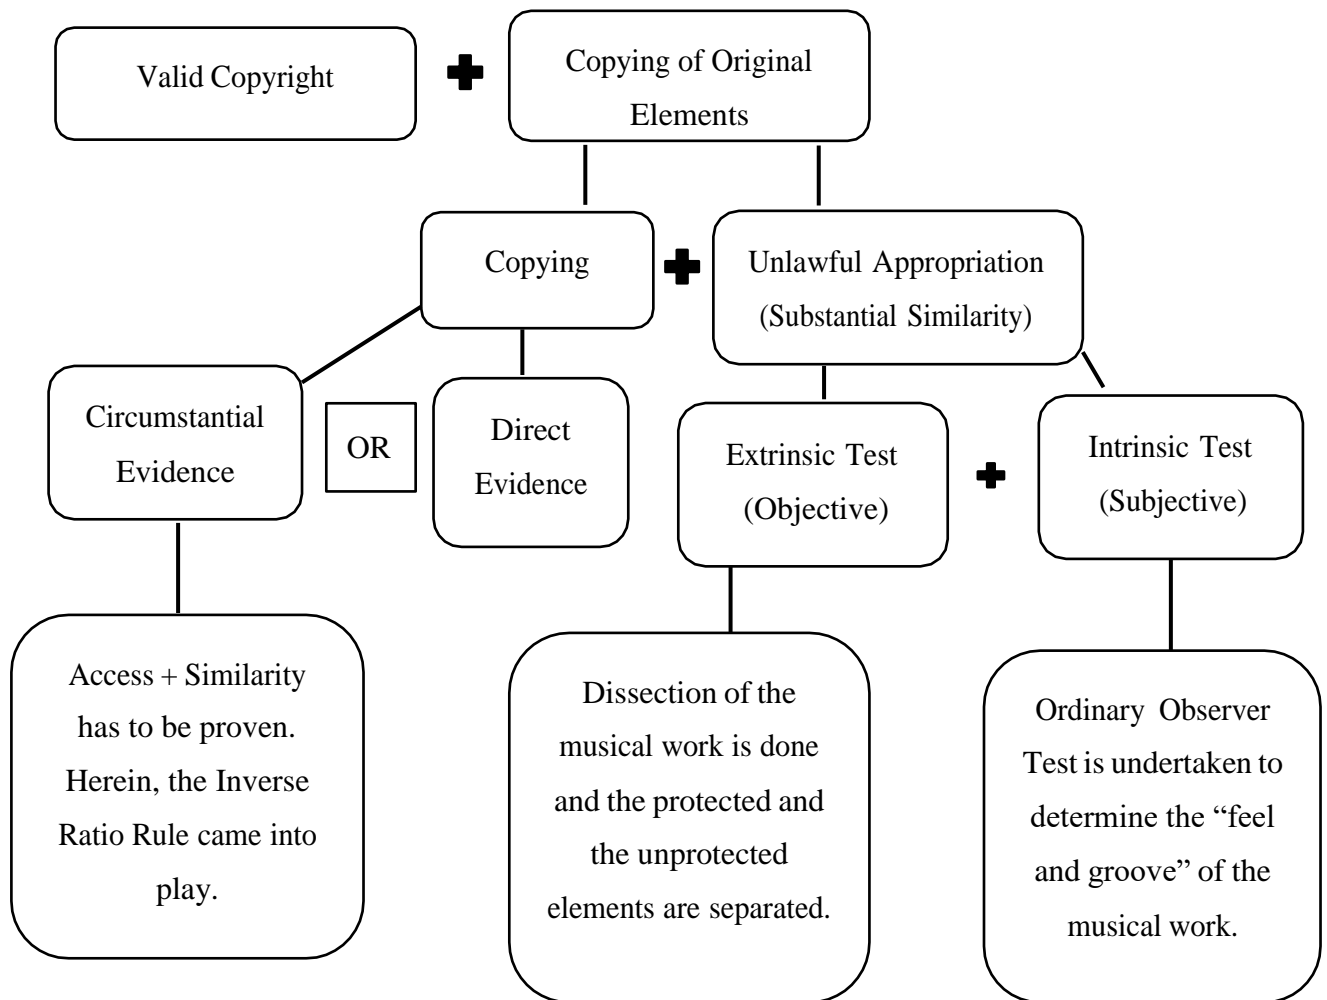 Valid Copyright
Copying of Original
Elements
Copying
Unlawful Appropriation
(Substantial Similarity)
Circumstantial
Evidence
OR
Direct
Evidence
Extrinsic Test
(Objective)
Intrinsic Test
(Subjective)
Access + Similarity
has to be proven.
Herein, the Inverse
Ratio Rule came into
play.
Dissection of the
musical work is done
and the protected and
the unprotected
elements are separated.
Ordinary Observer
Test is undertaken to
determine the “feel
and groove” of the
musical work.